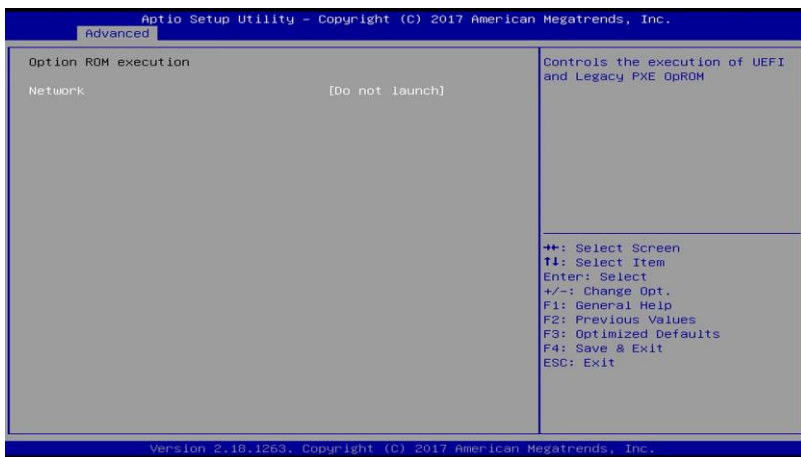 Aptio Setup Utility – Copyright (C) 2017 American Megatrends, Inc.
Advanced
Option ROM execution
Network [Do not launch]
Controls the execution of UEFI
and Legacy PXE OpROM
→←: Select Screen
↑↓: Select Item
Enter: Select
+/-: Change Opt.
F1: General Help
F2: Previous Values
F3: Optimized Defaults
F4: Save & Exit
ESC: Exit
Version 2.18.1263. Copyright (C) 2017 American Megatrends, Inc.